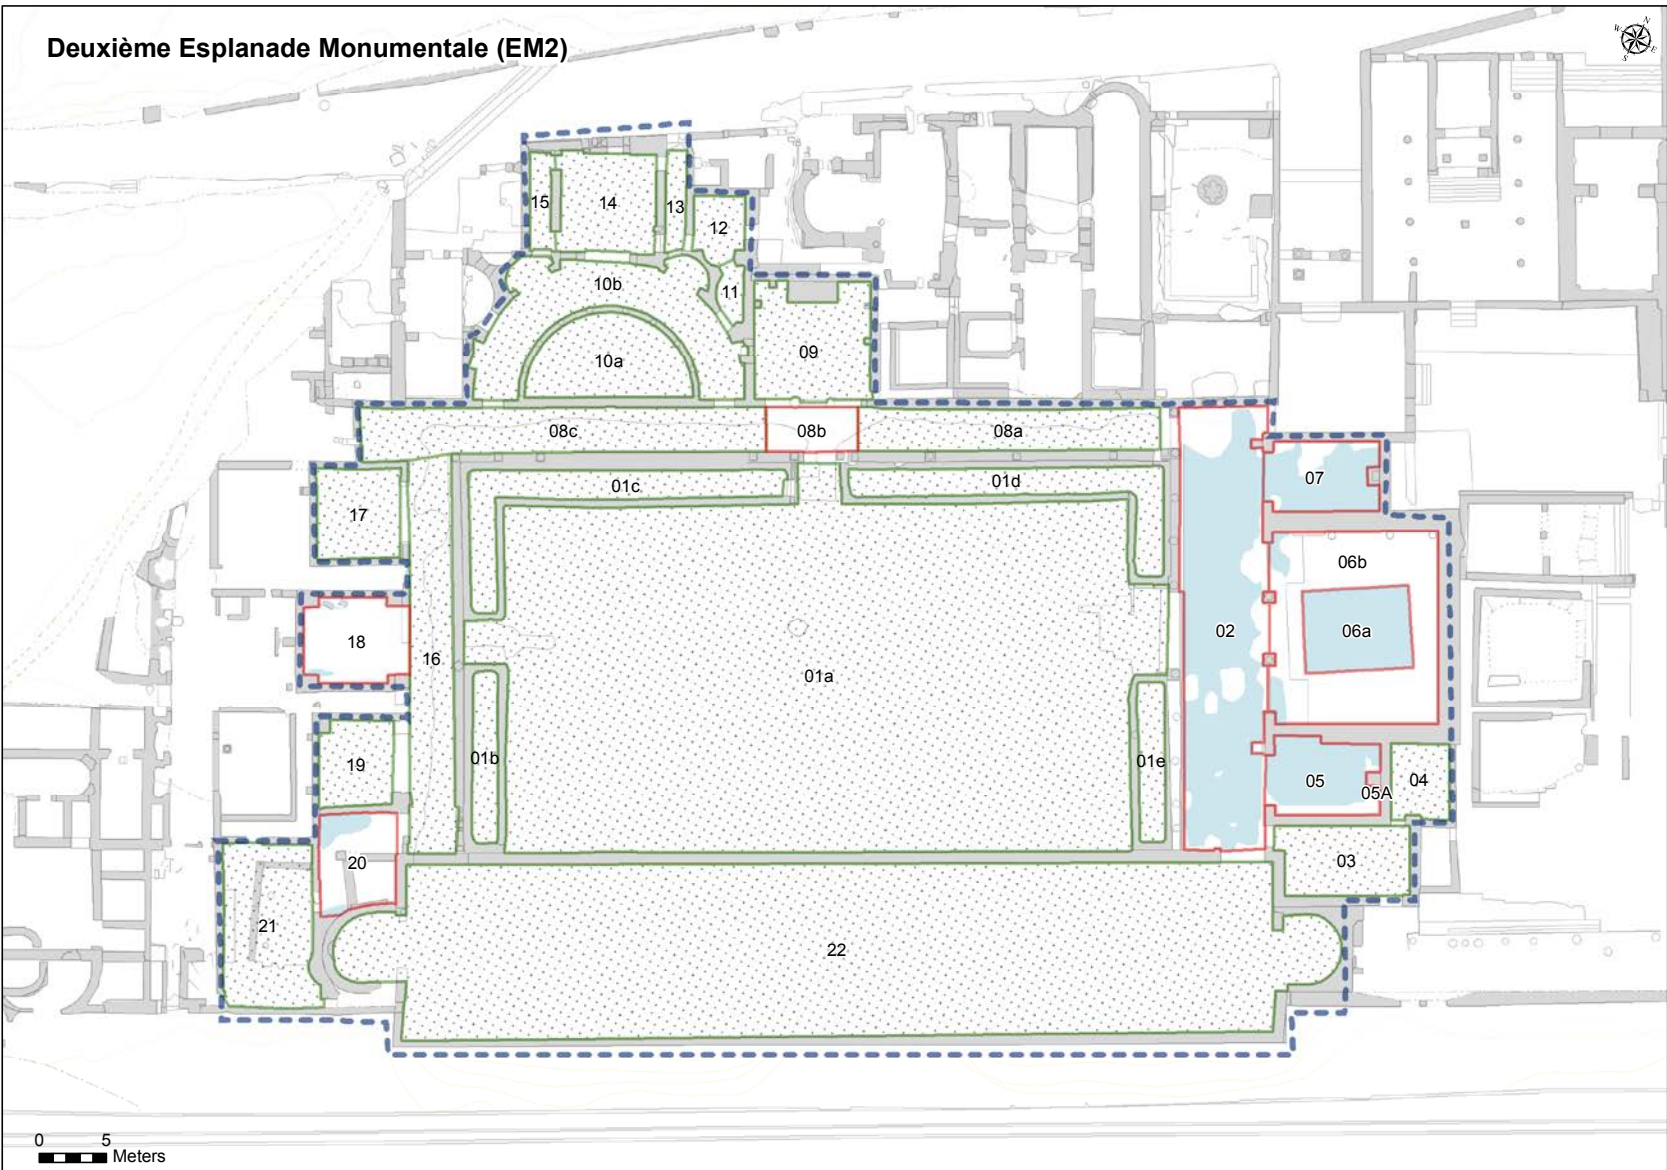 Deuxième Esplanade Monumentale (EM2)
N
W
E
S
15
14
13
12
10b
11
09
10a
08c
08b
08a
07
01c
01d
17
06b
18
16
02
06a
01a
19
01b
01e
05
04
05A
20
03
21
22
0 5
Meters